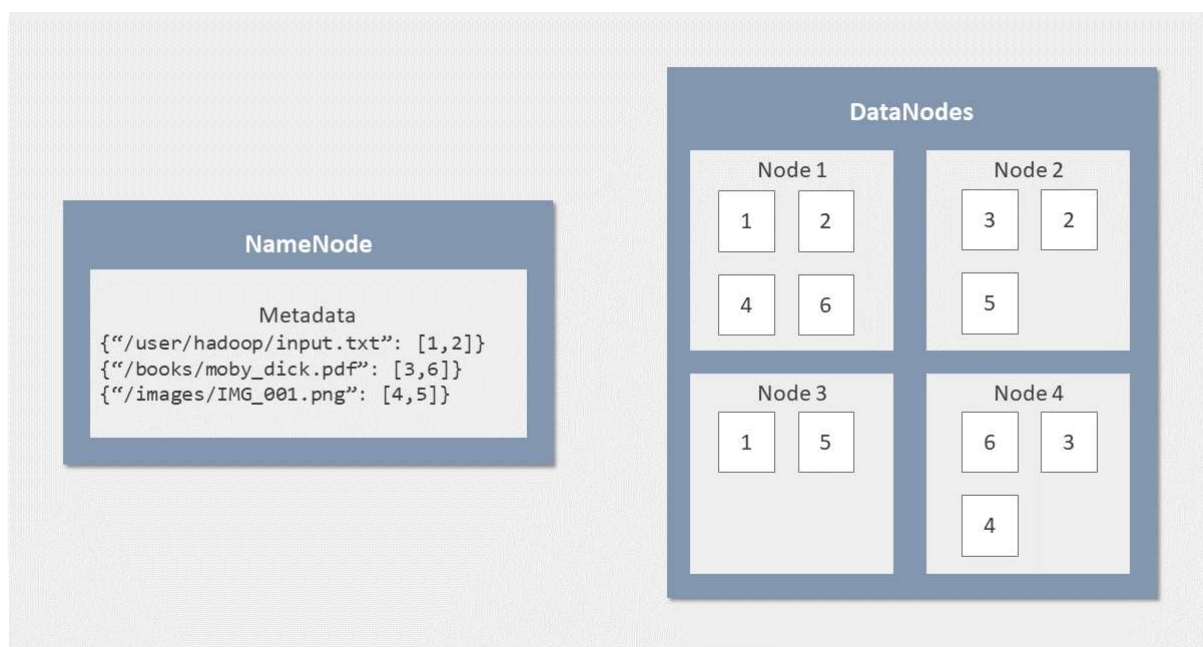 NameNode
Metadata
{“/user/hadoop/input.txt”: [1,2]}
{“/books/moby_dick.pdf”: [3,6]}
{“/images/IMG_001.png”: [4,5]}
DataNodes
Node 1
1 2
4 6
Node 2
3 2
5
Node 3
1 5
Node 4
6 3
4